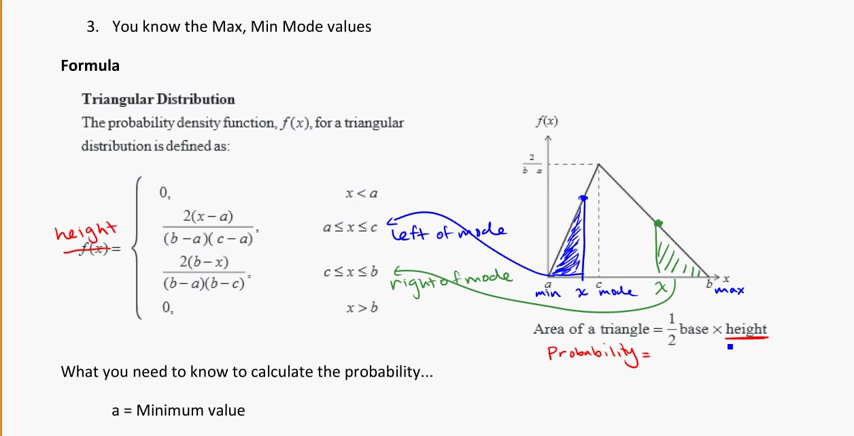 3. You know the Max, Min Mode values
Formula
Triangular Distribution
The probability density function, f(x), for a triangular
distribution is defined as:
f(x)
2
b a
0, x < a
height
f(x) =
2(x − a)
(b − a)(c − a)' a ≤ x ≤ c
left of mode
2(b − x)
(b − a)(b − c)' c ≤ x ≤ b
right of mode
0, x > b
a c b x
min x mode x max
Area of a triangle = 1/2 base × height
Probability =
What you need to know to calculate the probability...
a = Minimum value